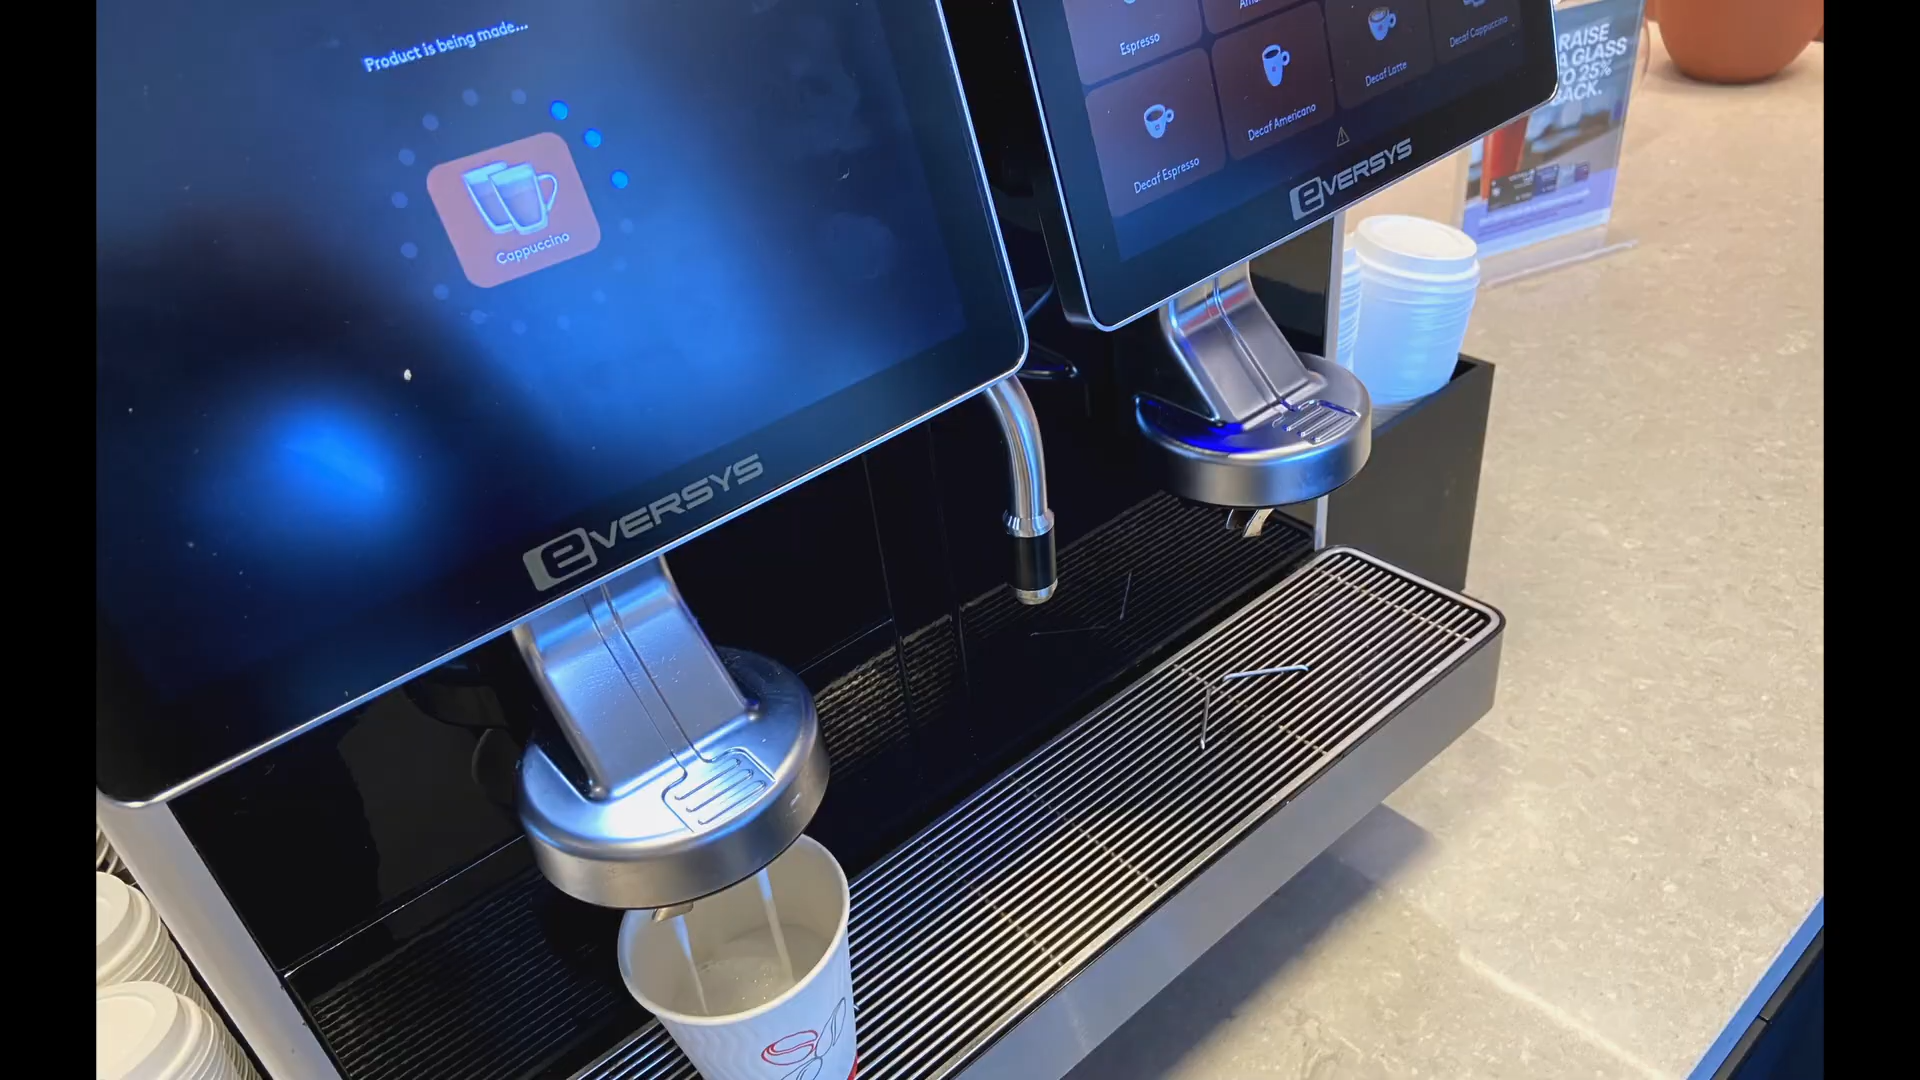 Product is being made...
Cappuccino
eVERSYS
Espresso
Decaf Espresso
Decaf Americano
Decaf Latte
Decaf Cappuccino
eVERSYS
RAISE
A GLASS
TO 25%
BACK.